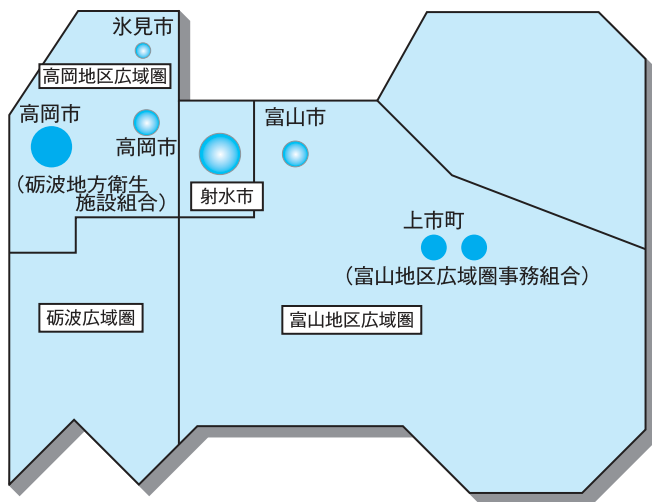 氷見市
高岡地区広域圏
高岡市
高岡市
（砺波地方衛生
施設組合）
射水市
富山市
上市町
（富山地区広域圏事務組合）
砺波広域圏
富山地区広域圏